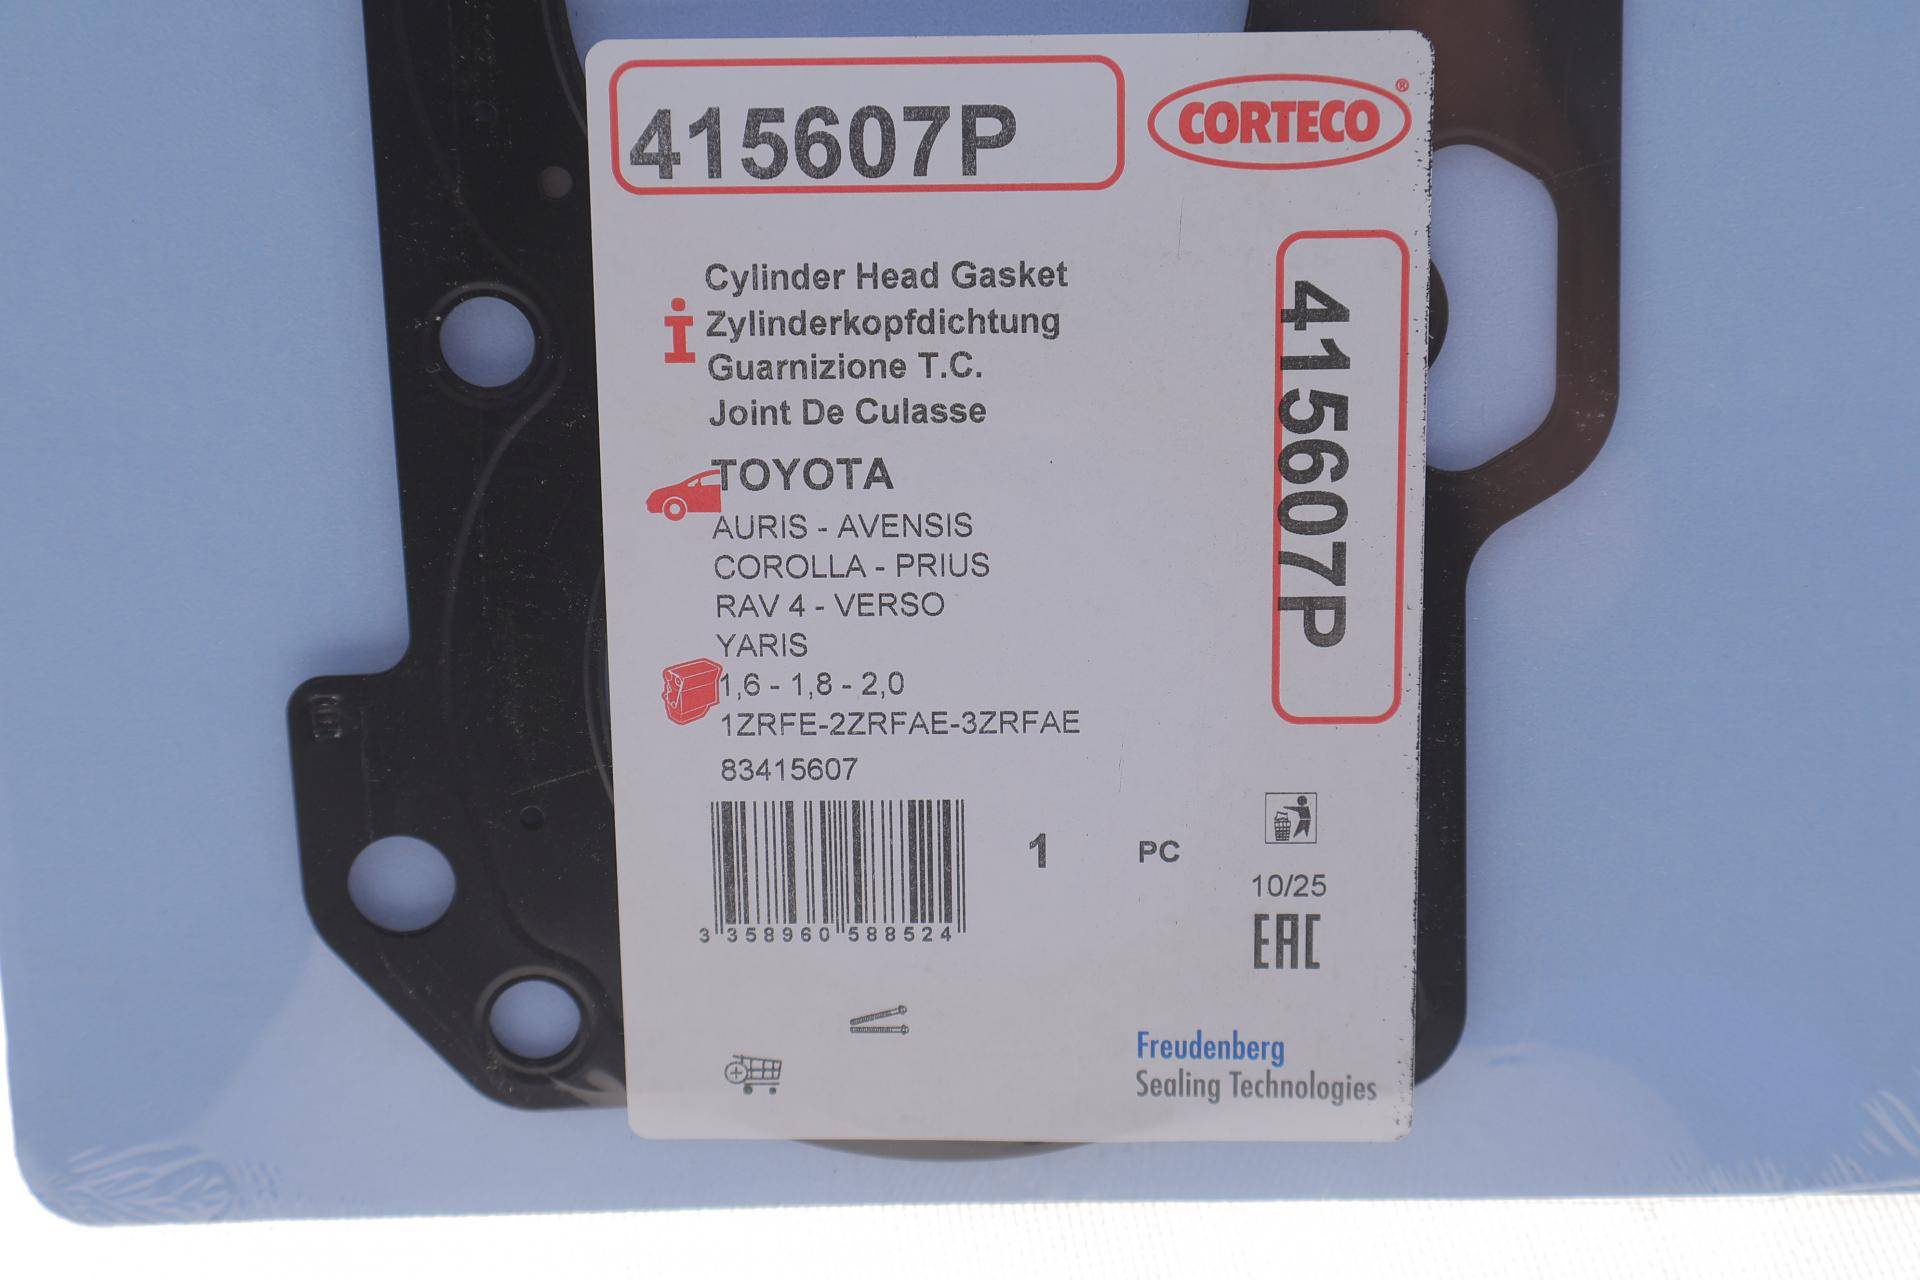 415607P
CORTECO®
Cylinder Head Gasket
Zylinderkopfdichtung
Guarnizione T.C.
Joint De Culasse
TOYOTA
AURIS - AVENSIS
COROLLA - PRIUS
RAV 4 - VERSO
YARIS
1,6 - 1,8 - 2,0
1ZRFE-2ZRFAE-3ZRFAE
83415607
415607P
3 358960 588524
1 PC
10/25
EAC
Freudenberg
Sealing Technologies